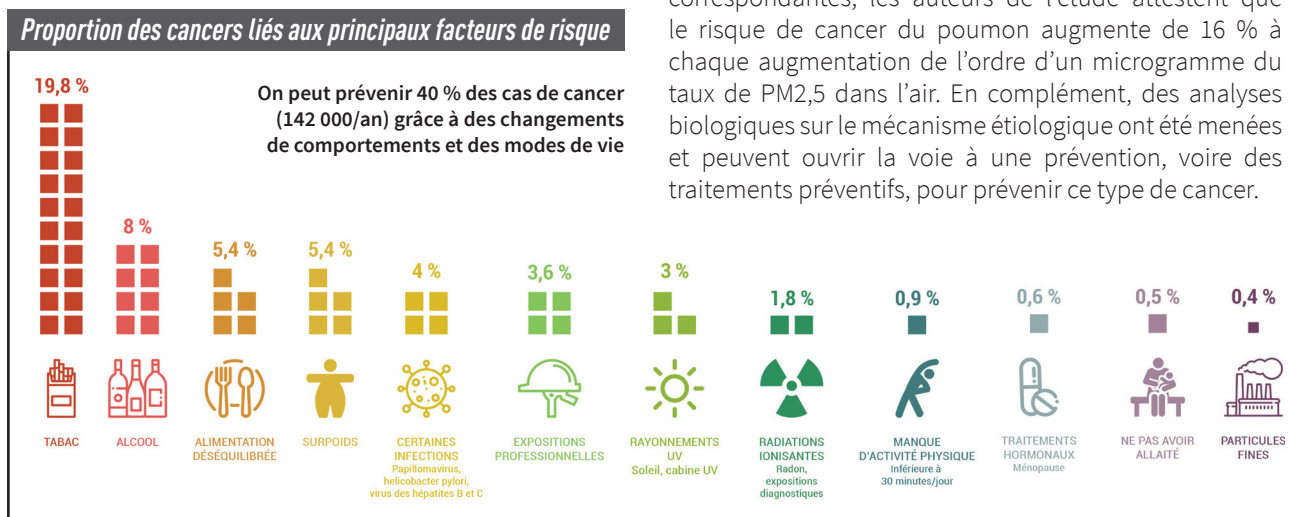 Proportion des cancers liés aux principaux facteurs de risque
On peut prévenir 40 % des cas de cancer
(142 000/an) grâce à des changements
de comportements et des modes de vie
le risque de cancer du poumon augmente de 16 % à
chaque augmentation de l’ordre d’un microgramme du
taux de PM2,5 dans l’air. En complément, des analyses
biologiques sur le mécanisme étiologique ont été menées
et peuvent ouvrir la voie à une prévention, voire des
traitements préventifs, pour prévenir ce type de cancer.
19,8 %
8 %
5,4 %
5,4 %
4 %
3,6 %
3 %
1,8 %
0,9 %
0,6 %
0,5 %
0,4 %
TABAC
ALCOOL
ALIMENTATION
DÉSÉQUILIBRÉE
SURPOIDS
CERTAINES
INFECTIONS
Papillomavirus,
helicobacter pylori,
virus des hépatites B et C
EXPOSITIONS
PROFESSIONNELLES
RAYONNEMENTS
UV
Soleil, cabine UV
RADIATIONS
IONISANTES
Radon,
expositions
diagnostiques
MANQUE
D’ACTIVITÉ PHYSIQUE
Inférieure à
30 minutes/jour
TRAITEMENTS
HORMONAUX
Ménopause
NE PAS AVOIR
ALLAITÉ
PARTICULES
FINES